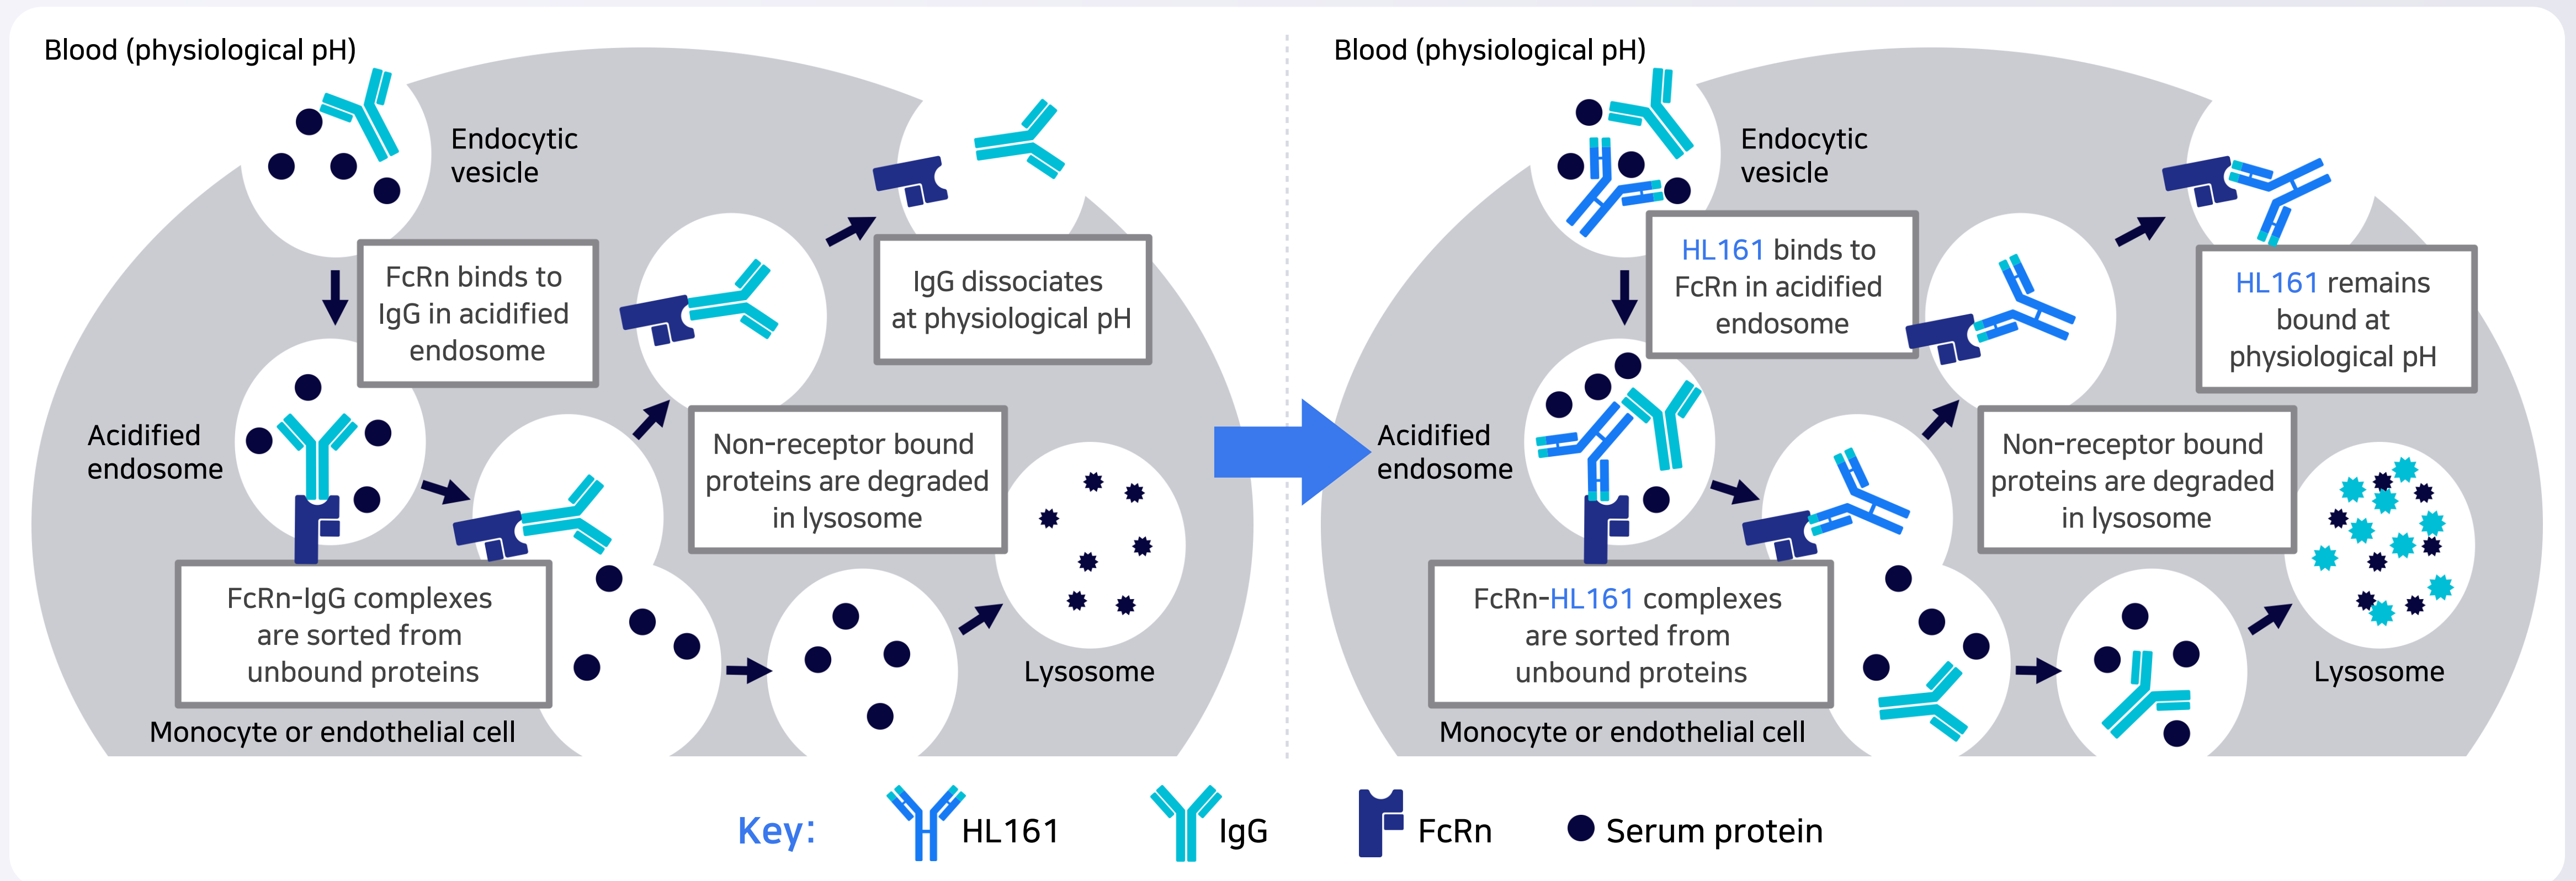 Blood (physiological pH)
Endocytic
vesicle
FcRn binds to
IgG in acidified
endosome
IgG dissociates
at physiological pH
Acidified
endosome
Non-receptor bound
proteins are degraded
in lysosome
FcRn-IgG complexes
are sorted from
unbound proteins
Lysosome
Monocyte or endothelial cell
Blood (physiological pH)
Endocytic
vesicle
HL161 binds to
FcRn in acidified
endosome
HL161 remains
bound at
physiological pH
Acidified
endosome
Non-receptor bound
proteins are degraded
in lysosome
FcRn-HL161 complexes
are sorted from
unbound proteins
Lysosome
Monocyte or endothelial cell
Key: HL161 IgG FcRn Serum protein